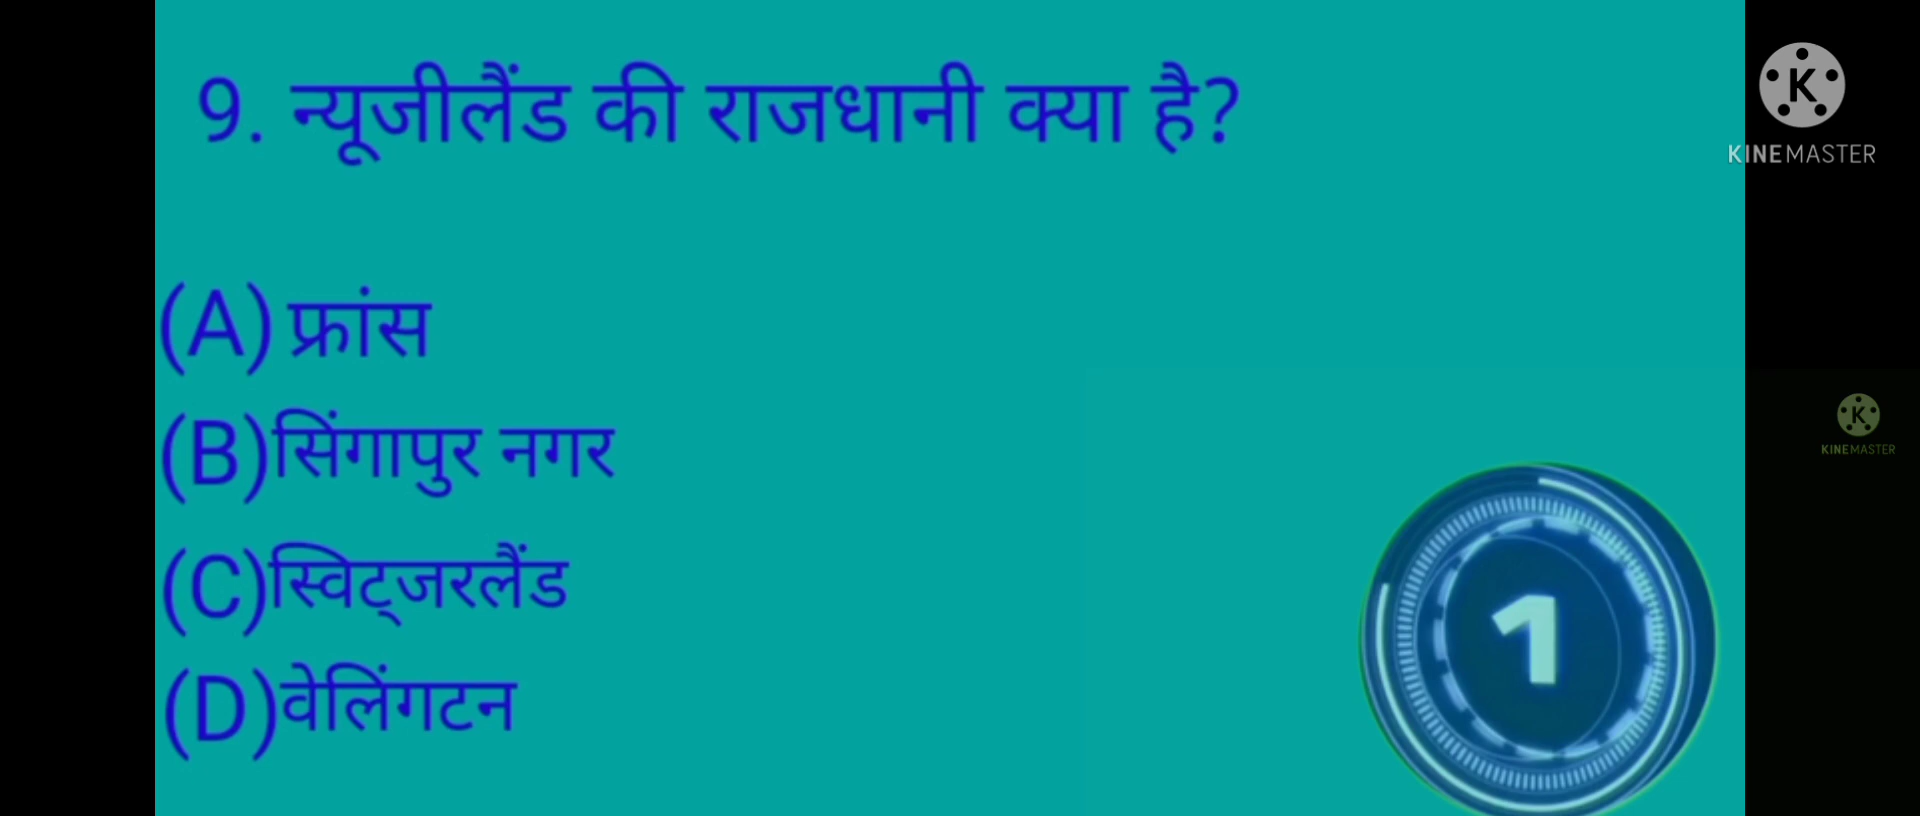 9. न्यूजीलैंड की राजधानी क्या है?
(A) फ्रांस
(B)सिंगापुर नगर
(C)स्विट्जरलैंड
(D)वेलिंगटन
1
K
KINEMASTER
K
KINEMASTER